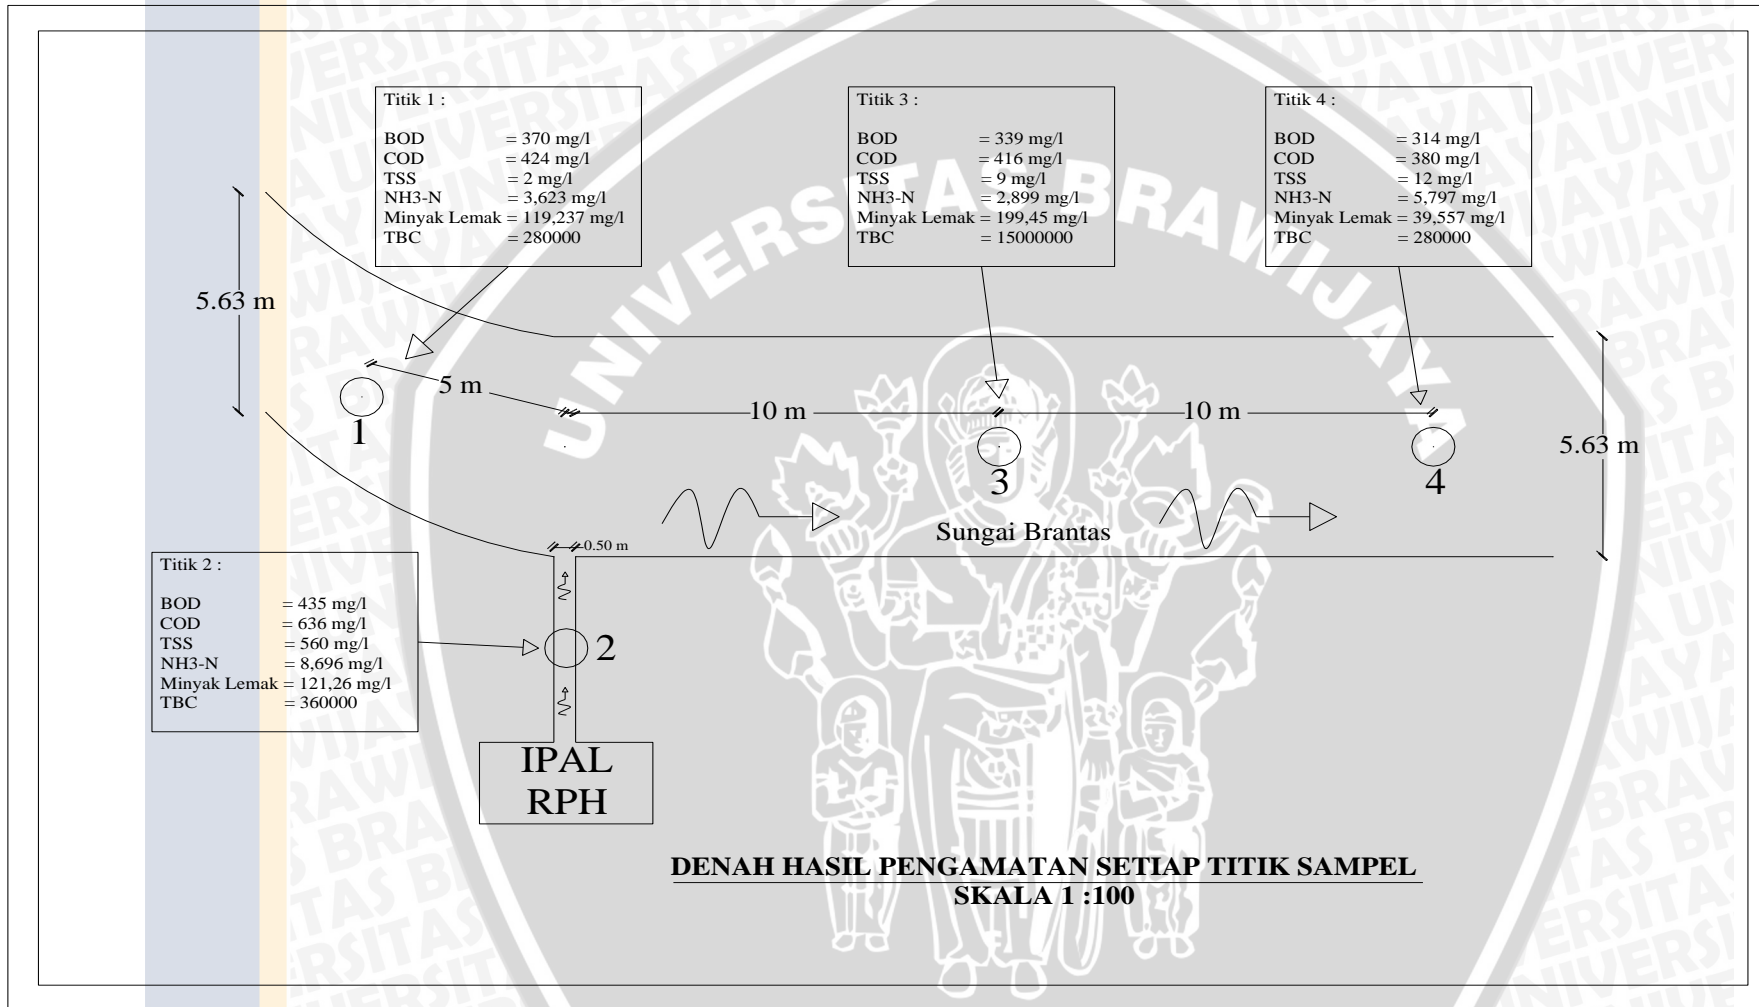 Titik 1 :
BOD = 370 mg/l
COD = 424 mg/l
TSS = 2 mg/l
NH3-N = 3,623 mg/l
Minyak Lemak = 119,237 mg/l
TBC = 280000
Titik 3 :
BOD = 339 mg/l
COD = 416 mg/l
TSS = 9 mg/l
NH3-N = 2,899 mg/l
Minyak Lemak = 199,45 mg/l
TBC = 15000000
Titik 4 :
BOD = 314 mg/l
COD = 380 mg/l
TSS = 12 mg/l
NH3-N = 5,797 mg/l
Minyak Lemak = 39,557 mg/l
TBC = 280000
UNIVERSITAS BRAWIJAYA
5.63 m
5 m
10 m
10 m
1
3
4
5.63 m
Sungai Brantas
0.50 m
Titik 2 :
BOD = 435 mg/l
COD = 636 mg/l
TSS = 560 mg/l
NH3-N = 8,696 mg/l
Minyak Lemak = 121,26 mg/l
TBC = 360000
2
IPAL
RPH
DENAH HASIL PENGAMATAN SETIAP TITIK SAMPEL
SKALA 1 :100